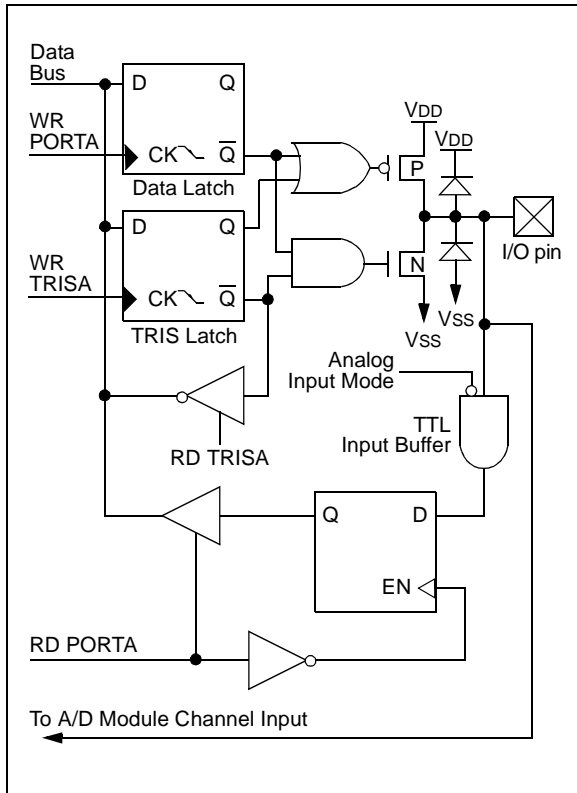 Data
Bus
D
Q
VDD
WR
PORTA
CK
Q
P
VDD
Data Latch
D
Q
I/O pin
WR
TRISA
CK
Q
N
VSS
VSS
TRIS Latch
Analog
Input Mode
TTL
Input Buffer
RD TRISA
Q
D
EN
RD PORTA
To A/D Module Channel Input